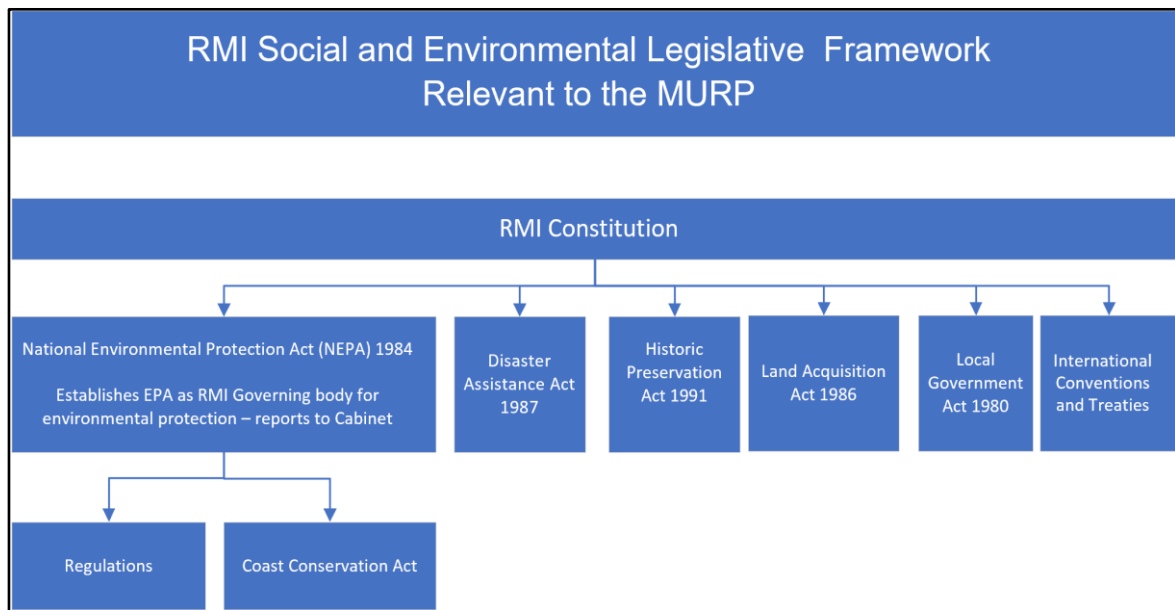 RMI Social and Environmental Legislative Framework
Relevant to the MURP
RMI Constitution
National Environmental Protection Act (NEPA) 1984
Establishes EPA as RMI Governing body for
environmental protection – reports to Cabinet
Disaster
Assistance Act
1987
Historic
Preservation
Act 1991
Land Acquisition
Act 1986
Local
Government
Act 1980
International
Conventions
and Treaties
Regulations
Coast Conservation Act